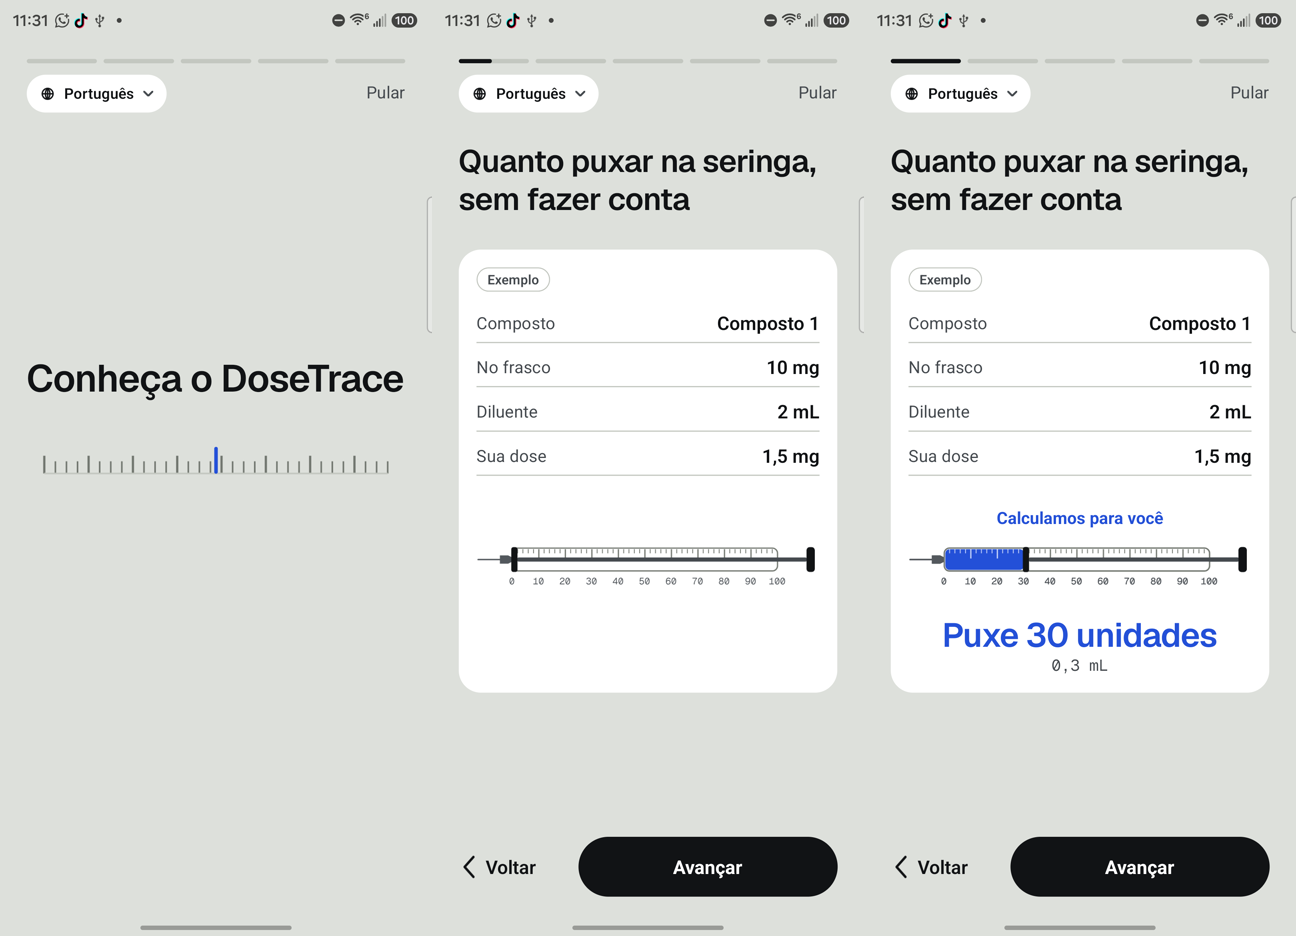 11:31
6
100
Português
Pular
Conheça o DoseTrace
11:31
6
100
Português
Pular
Quanto puxar na seringa,
sem fazer conta
Exemplo
Composto Composto 1
No frasco 10 mg
Diluente 2 mL
Sua dose 1,5 mg
0 10 20 30 40 50 60 70 80 90 100
Voltar
Avançar
11:31
6
100
Português
Pular
Quanto puxar na seringa,
sem fazer conta
Exemplo
Composto Composto 1
No frasco 10 mg
Diluente 2 mL
Sua dose 1,5 mg
Calculamos para você
0 10 20 30 40 50 60 70 80 90 100
Puxe 30 unidades
0,3 mL
Voltar
Avançar